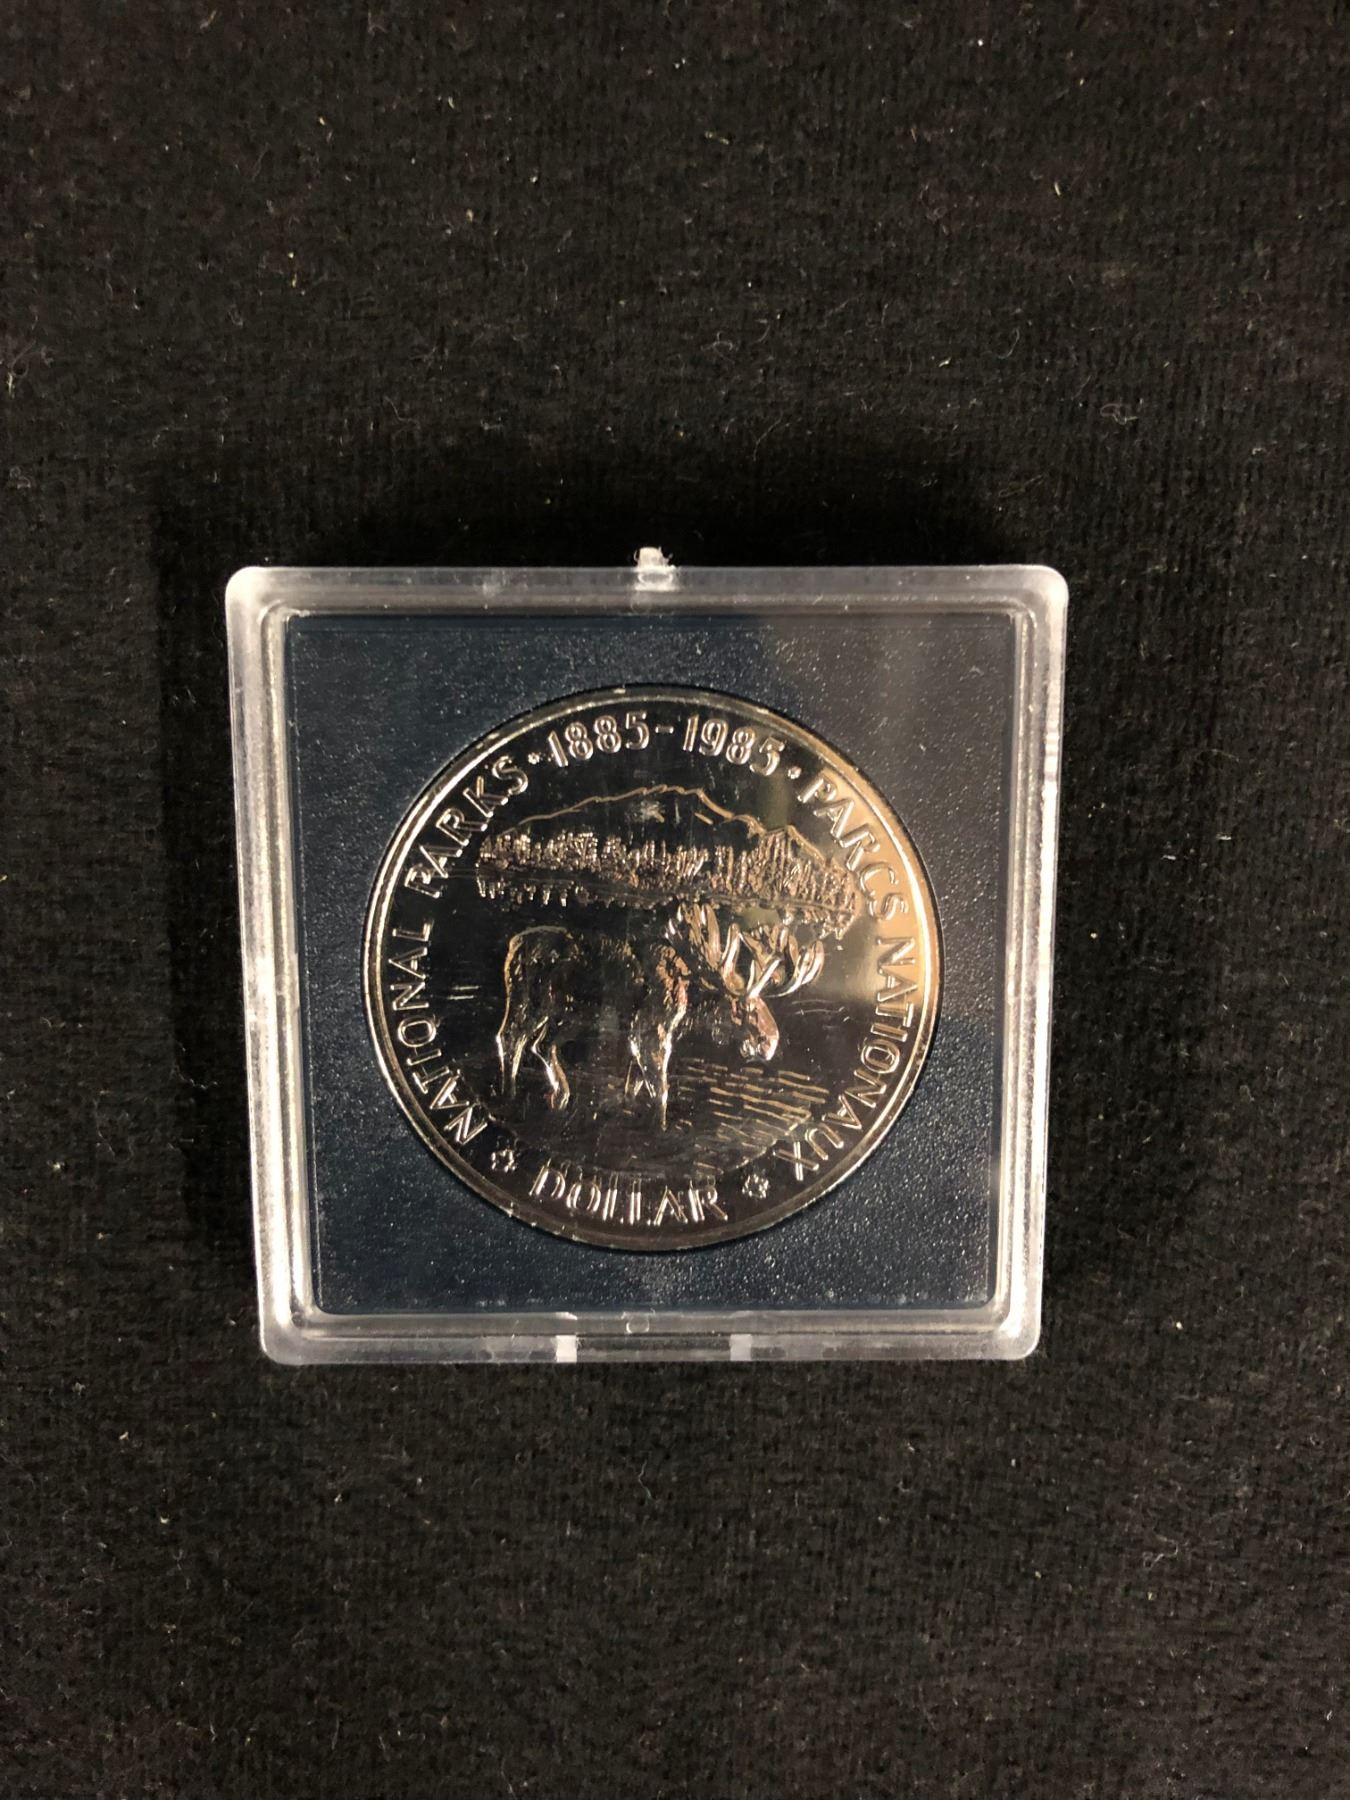 NATIONAL PARKS · 1885-1985 · PARCS NATIONAUX
DOLLAR